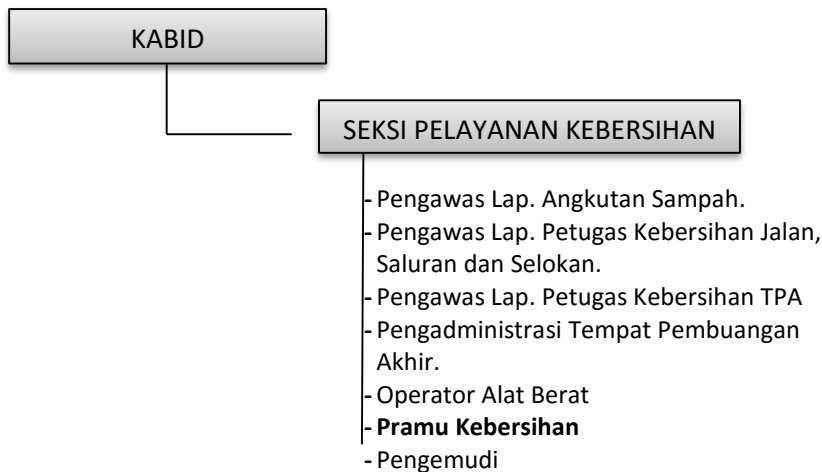 KABID
SEKSI PELAYANAN KEBERSIHAN
- Pengawas Lap. Angkutan Sampah.
- Pengawas Lap. Petugas Kebersihan Jalan,
Saluran dan Selokan.
- Pengawas Lap. Petugas Kebersihan TPA
- Pengadministrasi Tempat Pembuangan
Akhir.
- Operator Alat Berat
- Pramu Kebersihan
- Pengemudi